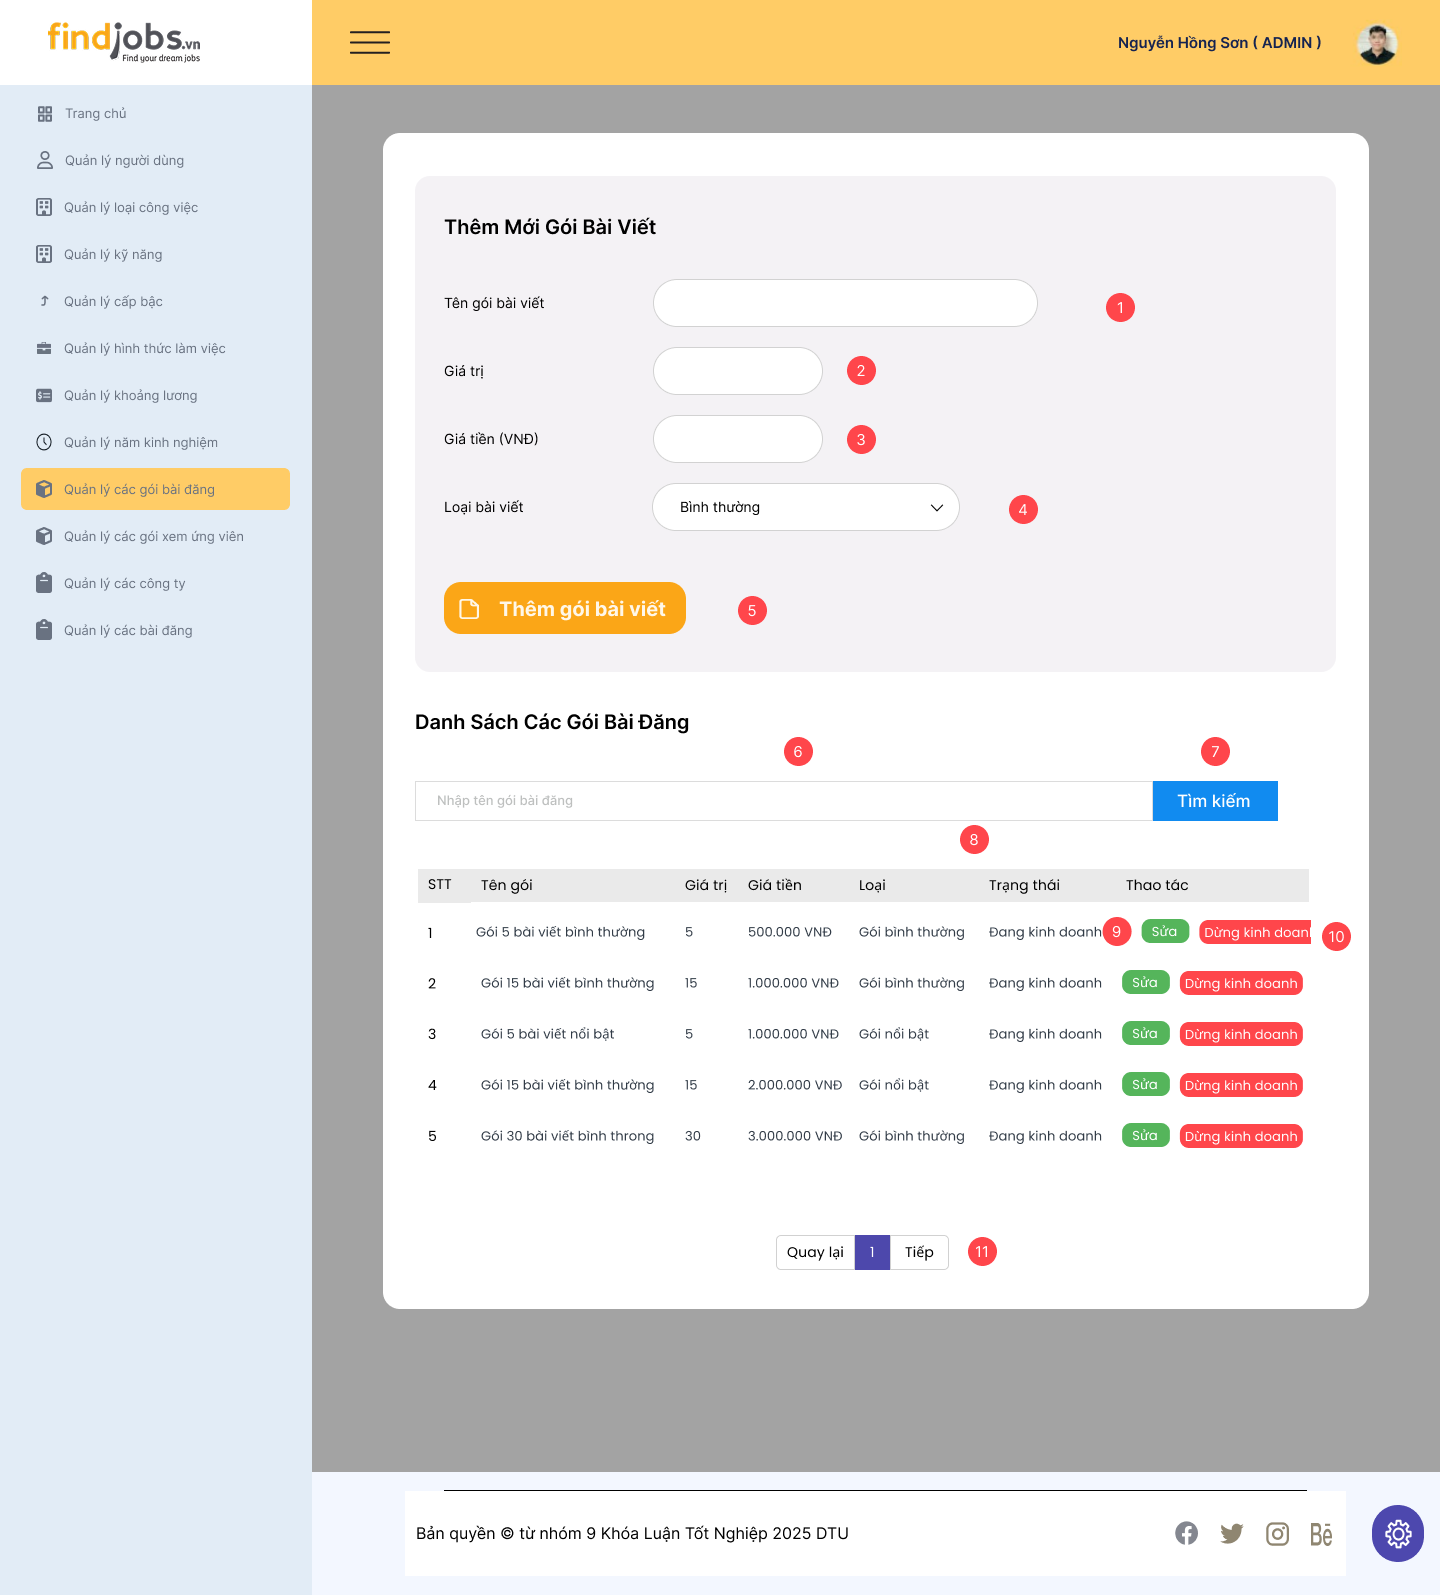 findjobs.vn
Find your dream jobs
Nguyễn Hồng Sơn ( ADMIN )
Trang chủ
Quản lý người dùng
Quản lý loại công việc
Quản lý kỹ năng
Quản lý cấp bậc
Quản lý hình thức làm việc
Quản lý khoảng lương
Quản lý năm kinh nghiệm
Quản lý các gói bài đăng
Quản lý các gói xem ứng viên
Quản lý các công ty
Quản lý các bài đăng
Thêm Mới Gói Bài Viết
Tên gói bài viết 1
Giá trị 2
Giá tiền (VNĐ) 3
Loại bài viết Bình thường 4
Thêm gói bài viết 5
Danh Sách Các Gói Bài Đăng
6 7
Nhập tên gói bài đăng Tìm kiếm
8
STT Tên gói Giá trị Giá tiền Loại Trạng thái Thao tác
1 Gói 5 bài viết bình thường 5 500.000 VNĐ Gói bình thường Đang kinh doanh 9 Sửa Dừng kinh doanh 10
2 Gói 15 bài viết bình thường 15 1.000.000 VNĐ Gói bình thường Đang kinh doanh Sửa Dừng kinh doanh
3 Gói 5 bài viết nổi bật 5 1.000.000 VNĐ Gói nổi bật Đang kinh doanh Sửa Dừng kinh doanh
4 Gói 15 bài viết bình thường 15 2.000.000 VNĐ Gói nổi bật Đang kinh doanh Sửa Dừng kinh doanh
5 Gói 30 bài viết bình throng 30 3.000.000 VNĐ Gói bình thường Đang kinh doanh Sửa Dừng kinh doanh
Quay lại 1 Tiếp 11
Bản quyền © từ nhóm 9 Khóa Luận Tốt Nghiệp 2025 DTU